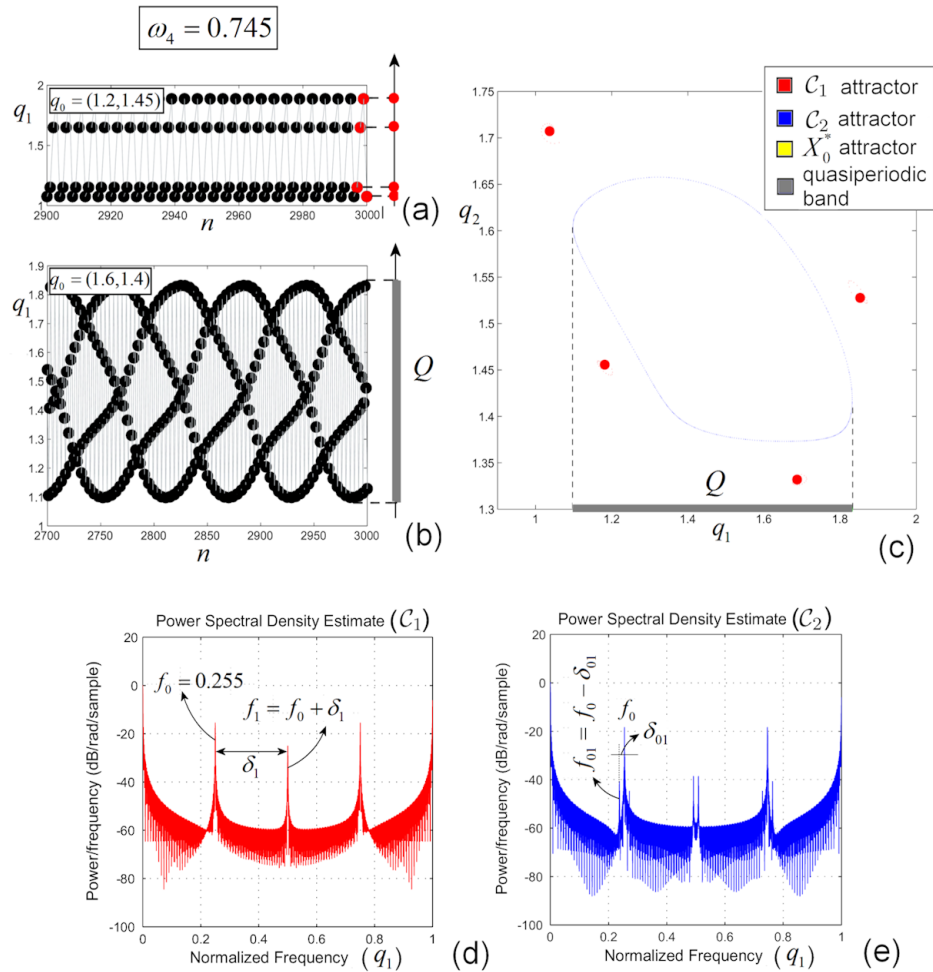 ω₄ = 0.745
q₁
2
1.5
1
q₀ = (1.2,1.45)
2900
2920
2940
2960
2980
3000
n
(a)
q₁
1.9
1.8
1.7
1.6
1.5
1.4
1.3
1.2
1.1
1
q₀ = (1.6,1.4)
2700
2750
2800
2850
2900
2950
3000
n
Q
(b)
C₁ attractor
C₂ attractor
X₀* attractor
quasiperiodic band
q₂
1.75
1.7
1.65
1.6
1.55
1.5
1.45
1.4
1.35
1.3
Q
1
1.2
1.4
1.6
1.8
2
q₁
(c)
Power Spectral Density Estimate (C₁)
Power/frequency (dB/rad/sample)
20
0
-20
-40
-60
-80
-100
f₀ = 0.255
f₁ = f₀ + δ₁
δ₁
0
0.2
0.4
0.6
0.8
1
Normalized Frequency (q₁)
(d)
Power Spectral Density Estimate (C₂)
Power/frequency (dB/rad/sample)
20
0
-20
-40
-60
-80
-100
f₀₁ = f₀ − δ₀₁
f₀
δ₀₁
0
0.2
0.4
0.6
0.8
1
Normalized Frequency (q₁)
(e)